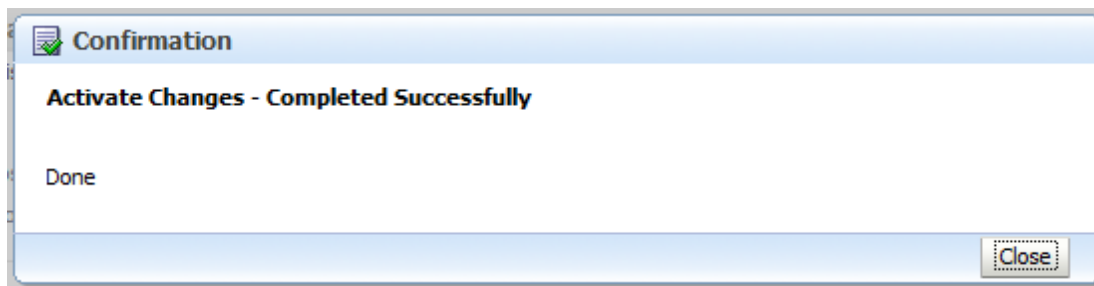 Confirmation
Activate Changes - Completed Successfully
Done
Close